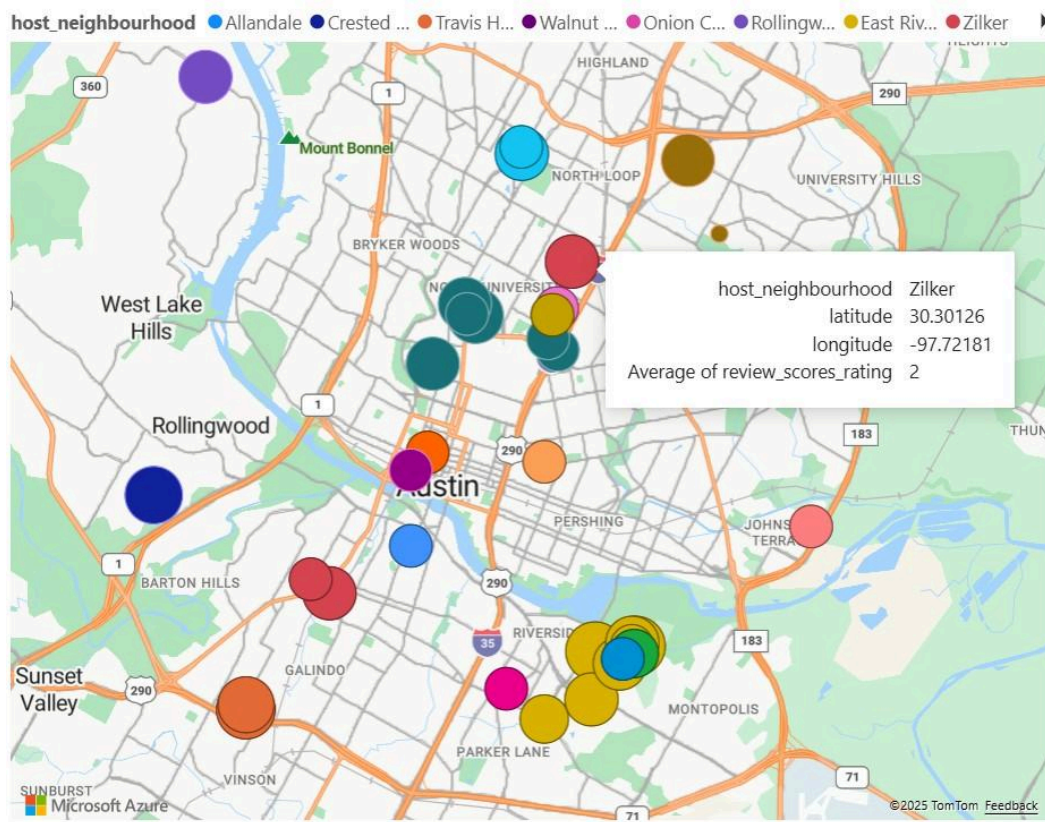 host_neighbourhood Allandale Crested ... Travis H... Walnut ... Onion C... Rollingw... East Riv... Zilker
HIGHLAND
360
1
290
Mount Bonnel
NORTH LOOP
UNIVERSITY HILLS
BRYKER WOODS
West Lake
Hills
host_neighbourhood Zilker
latitude 30.30126
longitude -97.72181
Average of review_scores_rating 2
1
Rollingwood
290
183
Austin
PERSHING
1
BARTON HILLS
290
35
183
GALINDO
Sunset
Valley
290
MONTOPOLIS
PARKER LANE
VINSON
71
SUNBURST
Microsoft Azure
©2025 TomTom Feedback
71